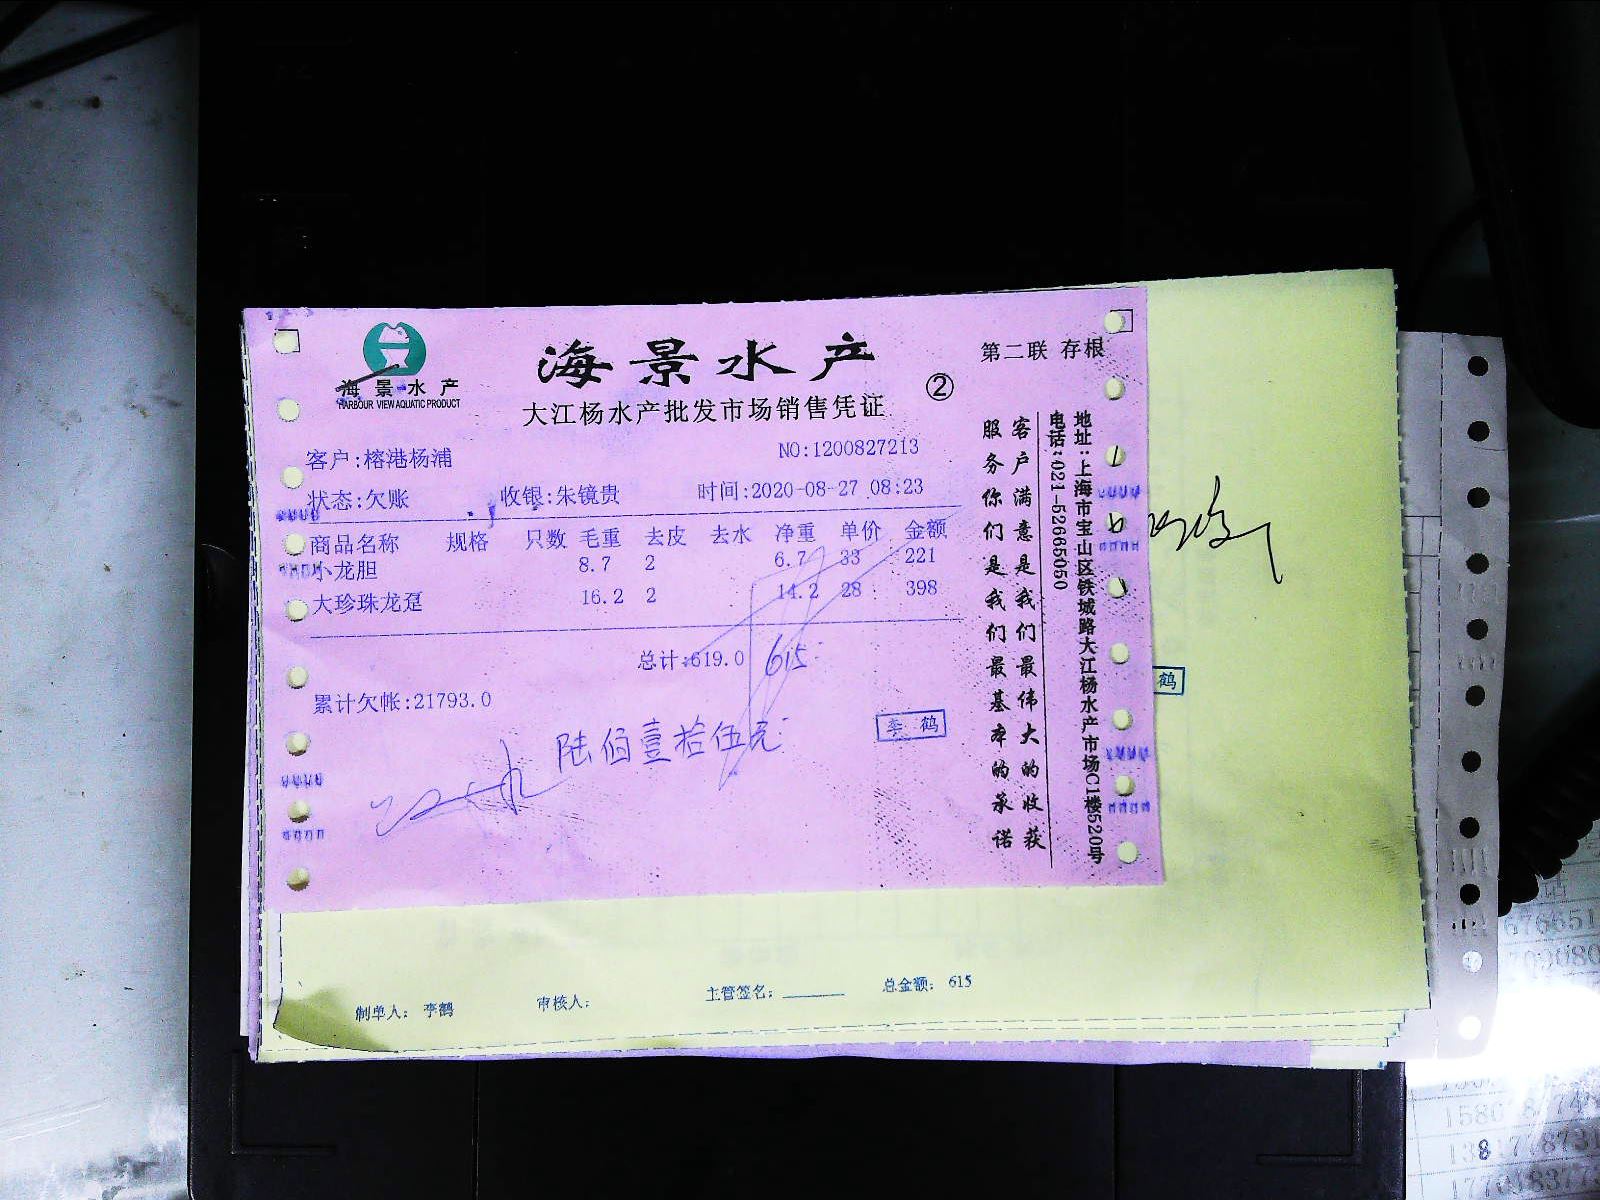 海景水产
HARBOUR VIEW AQUATIC PRODUCT
海景水产
大江杨水产批发市场销售凭证
②
第二联 存根
客户:榕港杨浦
NO:1200827213
状态:欠账 收银:朱镜贵 时间:2020-08-27 08:23
商品名称 规格 只数 毛重 去皮 去水 净重 单价 金额
小龙胆 8.7 2 6.7 33 221
大珍珠龙趸 16.2 2 14.2 28 398
总计:619.0 615
累计欠帐:21793.0
陆佰壹拾伍元
李鹤
客户满意是我们最伟大的收获
服务你们是我们最基本的承诺
地址:上海市宝山区铁城路大江杨水产市场C1楼520号
电话:021-52665050
鹤
制单人: 李鹤 审核人: 主管签名: 总金额: 615